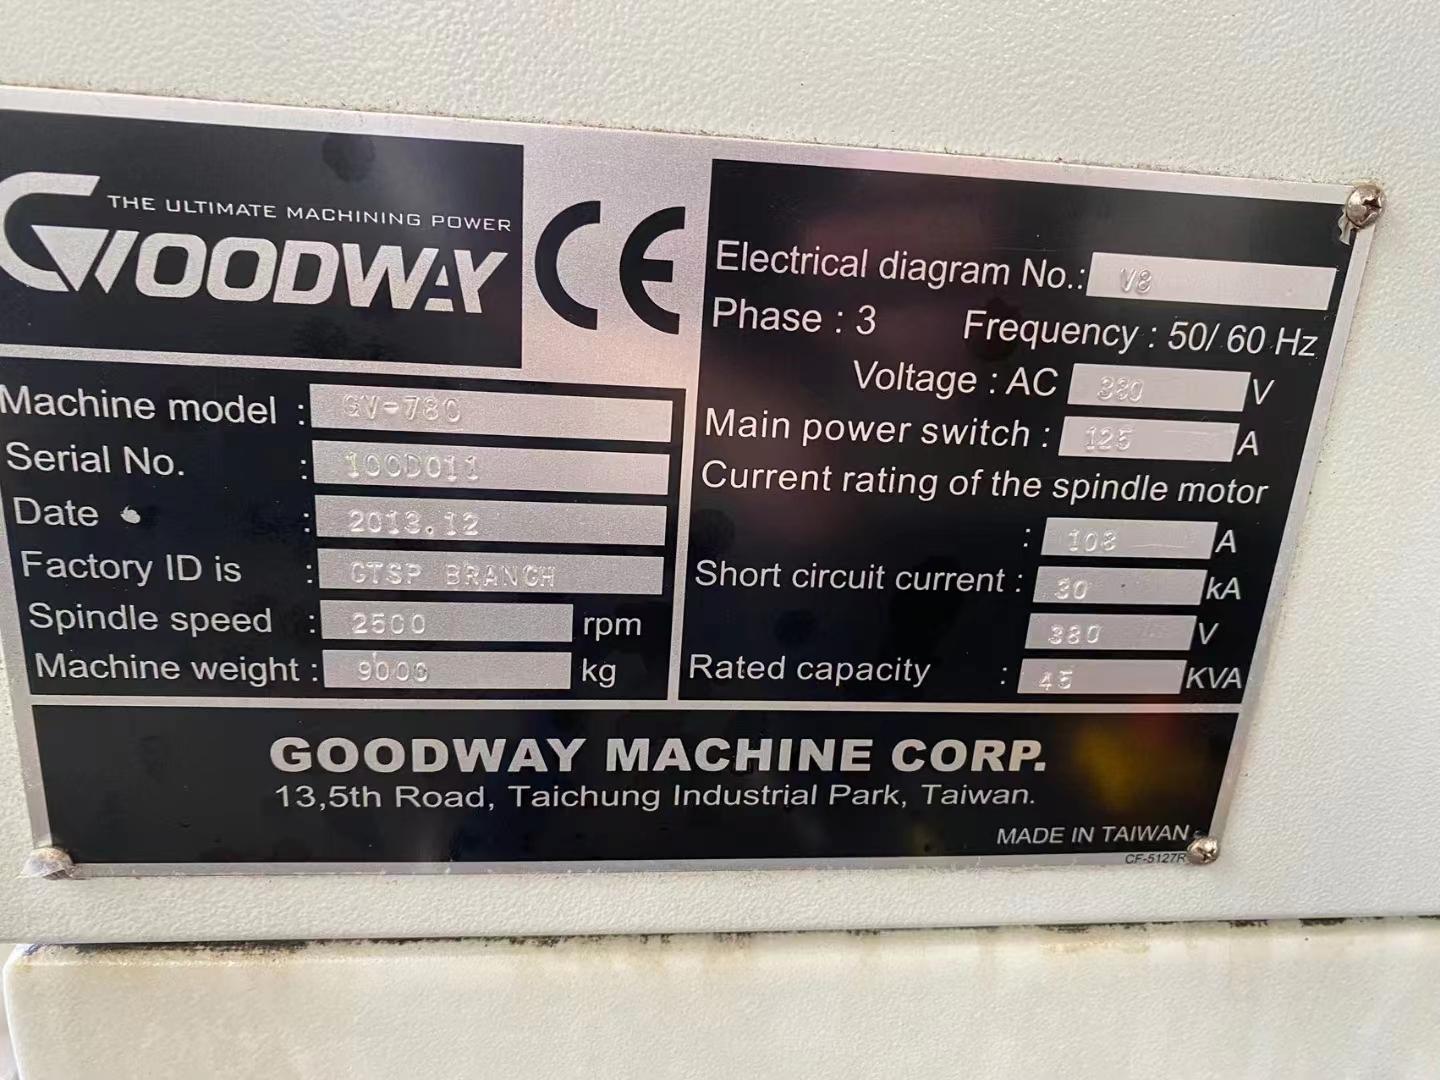 THE ULTIMATE MACHINING POWER
GOODWAY
CE
Machine model : GV-780
Serial No. : 100D011
Date : 2013.12
Factory ID is : GTSP BRANCH
Spindle speed : 2500 rpm
Machine weight : 9000 kg
Electrical diagram No.: V8
Phase : 3 Frequency : 50/ 60 Hz
Voltage : AC 380 V
Main power switch : 125 A
Current rating of the spindle motor
: 108 A
Short circuit current : 30 kA
380 V
Rated capacity : 45 KVA
GOODWAY MACHINE CORP.
13,5th Road, Taichung Industrial Park, Taiwan.
MADE IN TAIWAN
CF-5127R